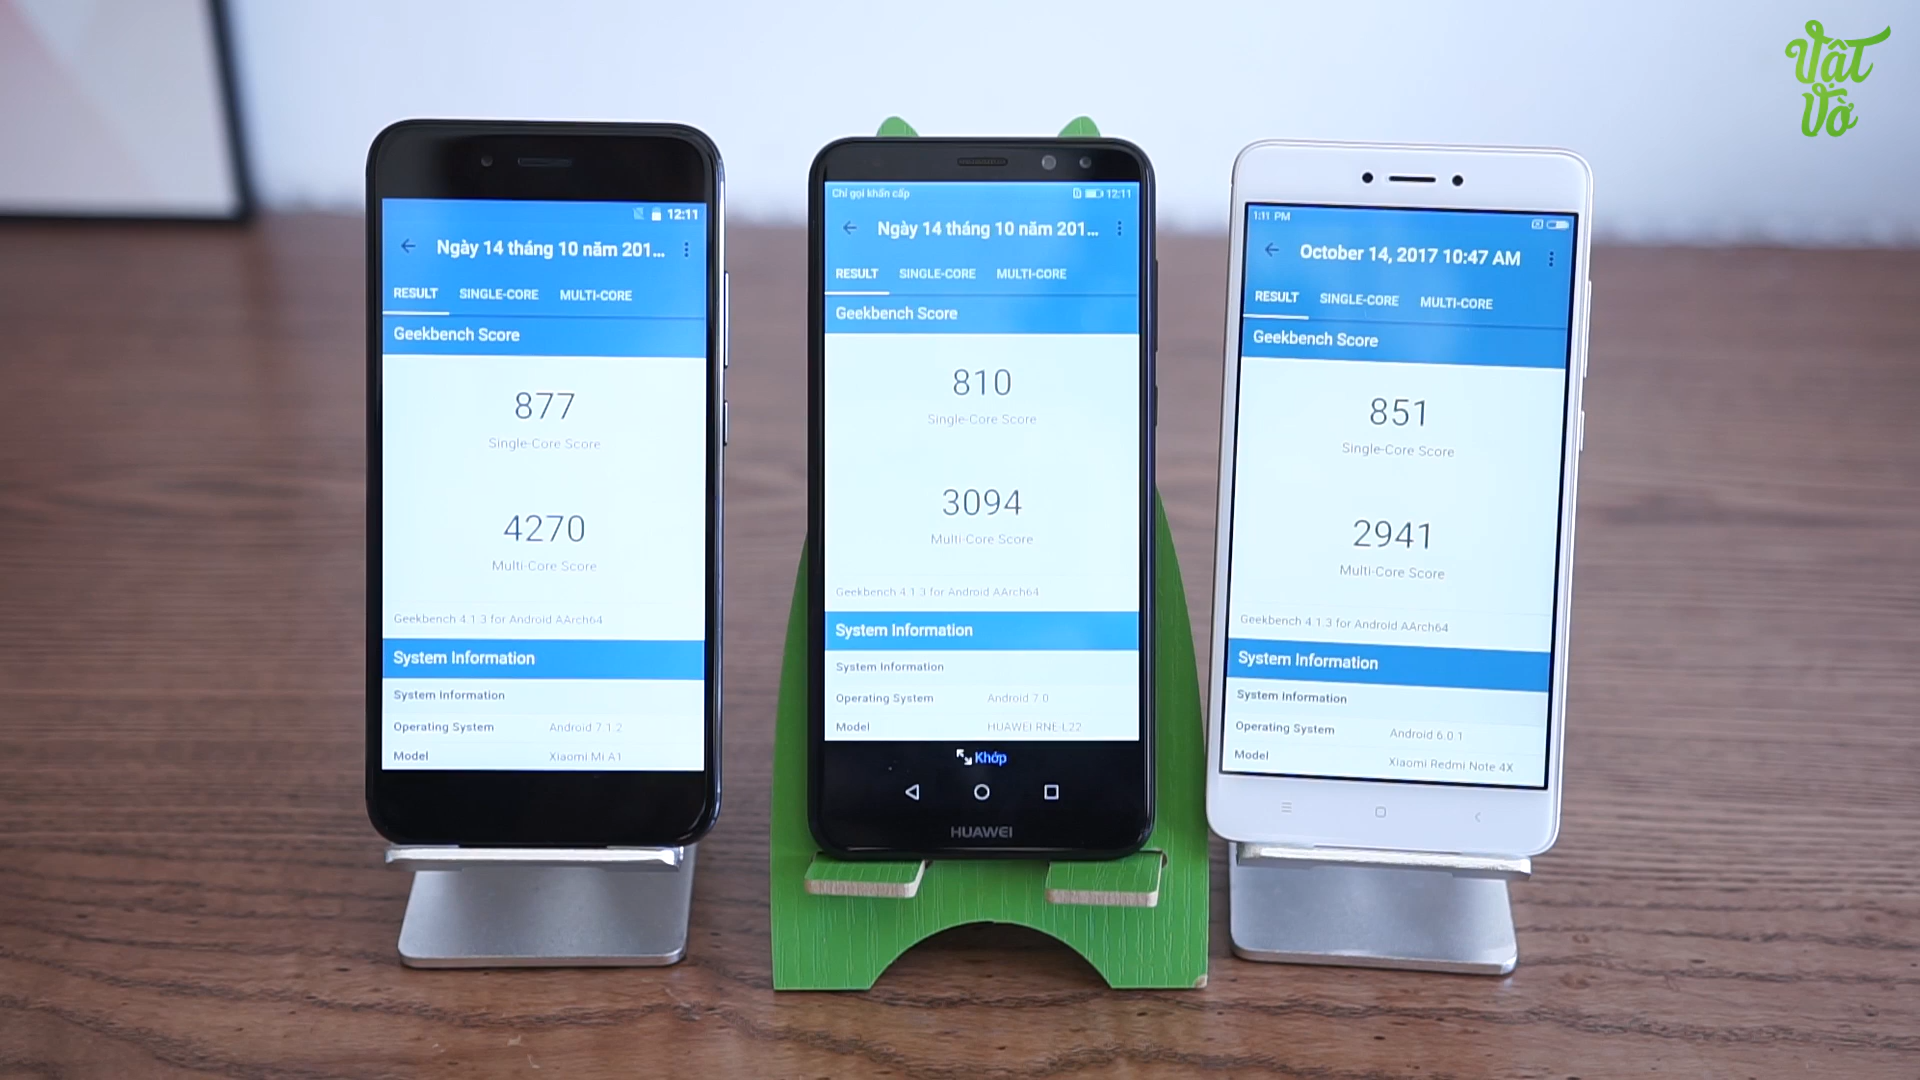 Vật
Vờ
12:11
Ngày 14 tháng 10 năm 201...
RESULT SINGLE-CORE MULTI-CORE
Geekbench Score
877
Single-Core Score
4270
Multi-Core Score
Geekbench 4.1.3 for Android AArch64
System Information
System Information
Operating System Android 7.1.2
Model Xiaomi Mi A1
Chỉ gọi khẩn cấp 12:11
Ngày 14 tháng 10 năm 201...
RESULT SINGLE-CORE MULTI-CORE
Geekbench Score
810
Single-Core Score
3094
Multi-Core Score
Geekbench 4.1.3 for Android AArch64
System Information
System Information
Operating System Android 7.0
Model HUAWEI RNE-L22
Khớp
HUAWEI
1:11 PM
October 14, 2017 10:47 AM
RESULT SINGLE-CORE MULTI-CORE
Geekbench Score
851
Single-Core Score
2941
Multi-Core Score
Geekbench 4.1.3 for Android AArch64
System Information
System Information
Operating System Android 6.0.1
Model Xiaomi Redmi Note 4X